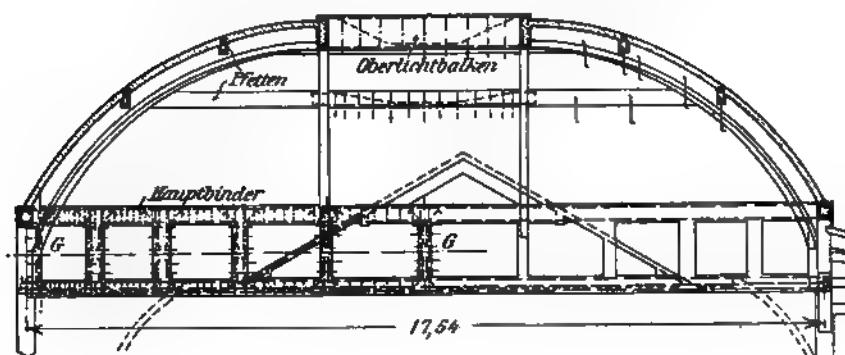 Oberlichtbalken
Pfetten
Hauptbinder
G
G
17,54